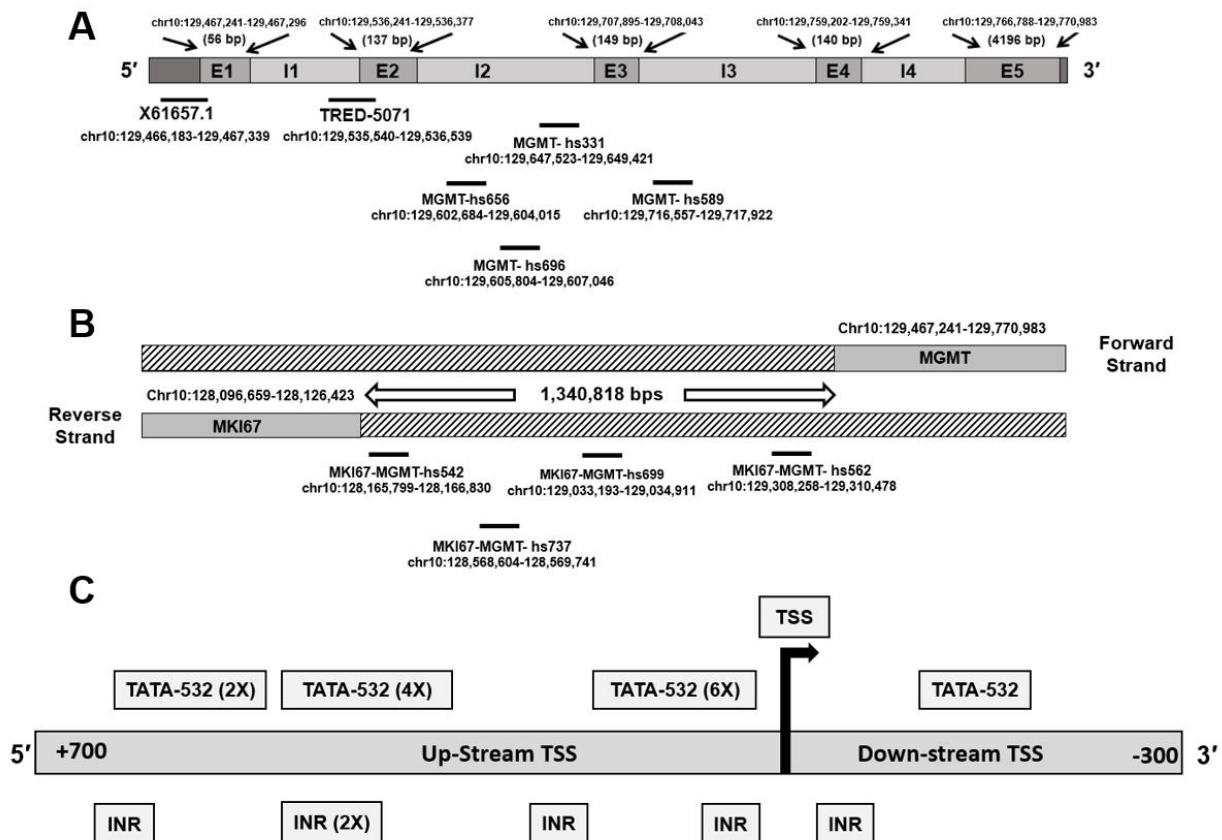 A
chr10:129,467,241-129,467,296
(56 bp)
chr10:129,536,241-129,536,377
(137 bp)
chr10:129,707,895-129,708,043
(149 bp)
chr10:129,759,202-129,759,341
(140 bp)
chr10:129,766,788-129,770,983
(4196 bp)
5′ E1 I1 E2 I2 E3 I3 E4 I4 E5 3′
X61657.1
chr10:129,466,183-129,467,339
TRED-5071
chr10:129,535,540-129,536,539
MGMT- hs331
chr10:129,647,523-129,649,421
MGMT-hs656
chr10:129,602,684-129,604,015
MGMT- hs589
chr10:129,716,557-129,717,922
MGMT- hs696
chr10:129,605,804-129,607,046
B
Chr10:129,467,241-129,770,983
MGMT
Forward
Strand
Chr10:128,096,659-128,126,423
1,340,818 bps
Reverse
Strand
MKI67
MKI67-MGMT-hs542
chr10:128,165,799-128,166,830
MKI67-MGMT-hs699
chr10:129,033,193-129,034,911
MKI67-MGMT- hs562
chr10:129,308,258-129,310,478
MKI67-MGMT- hs737
chr10:128,568,604-128,569,741
C
TSS
TATA-532 (2X) TATA-532 (4X) TATA-532 (6X) TATA-532
5′ +700 Up-Stream TSS Down-stream TSS -300 3′
INR INR (2X) INR INR INR